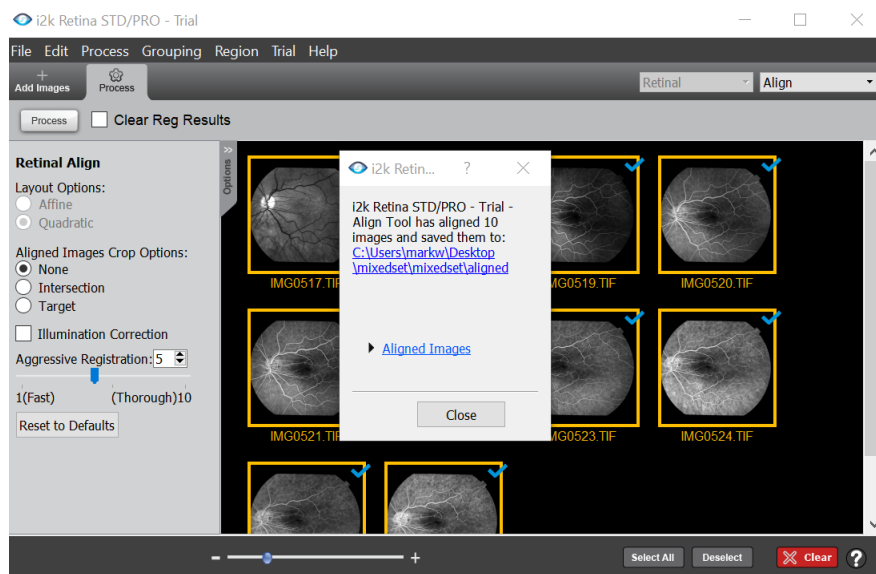 i2k Retina STD/PRO - Trial
File Edit Process Grouping Region Trial Help
Add Images
Process
Retinal
Align
Process
Clear Reg Results
Retinal Align
Layout Options:
Affine
Quadratic
Aligned Images Crop Options:
None
Intersection
Target
Illumination Correction
Aggressive Registration: 5
1(Fast) (Thorough)10
Reset to Defaults
Options
IMG0517.TIF
IMG0519.TIF
IMG0520.TIF
IMG0521.TIF
IMG0523.TIF
IMG0524.TIF
i2k Retin... ?
i2k Retina STD/PRO - Trial -
Align Tool has aligned 10
images and saved them to:
C:\Users\markw\Desktop
\mixedset\mixedset\aligned
Aligned Images
Close
- +
Select All
Deselect
Clear
?